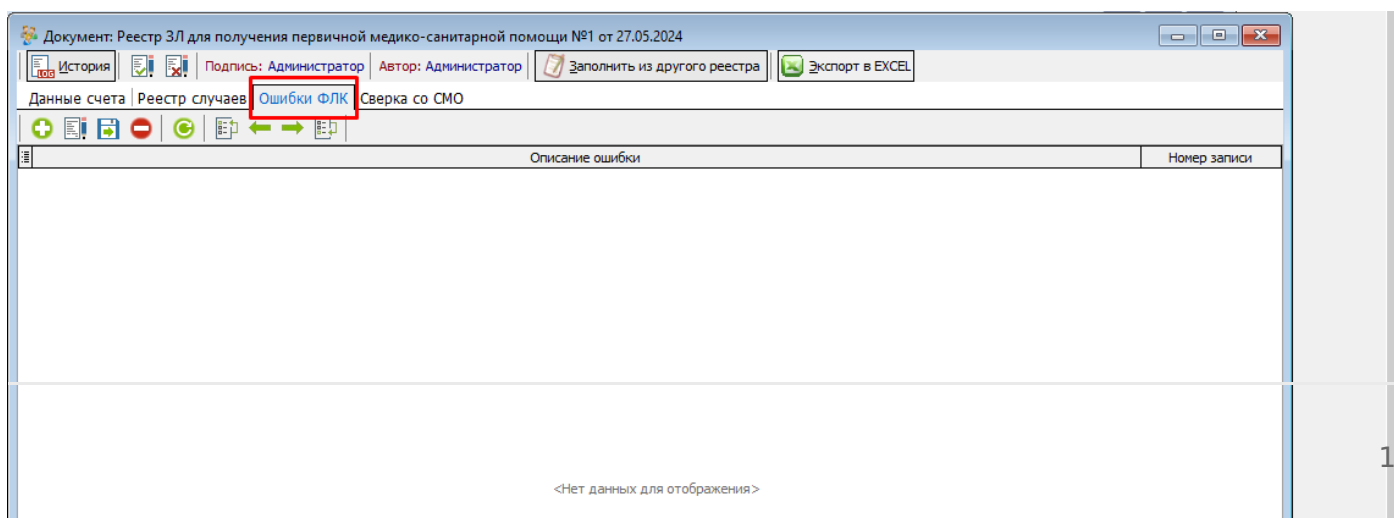 Документ: Реестр ЗЛ для получения первичной медико-санитарной помощи №1 от 27.05.2024
LOG История Подпись: Администратор Автор: Администратор Заполнить из другого реестра Экспорт в EXCEL
Данные счета Реестр случаев Ошибки ФЛК Сверка со СМО
Описание ошибки Номер записи
1
<Нет данных для отображения>